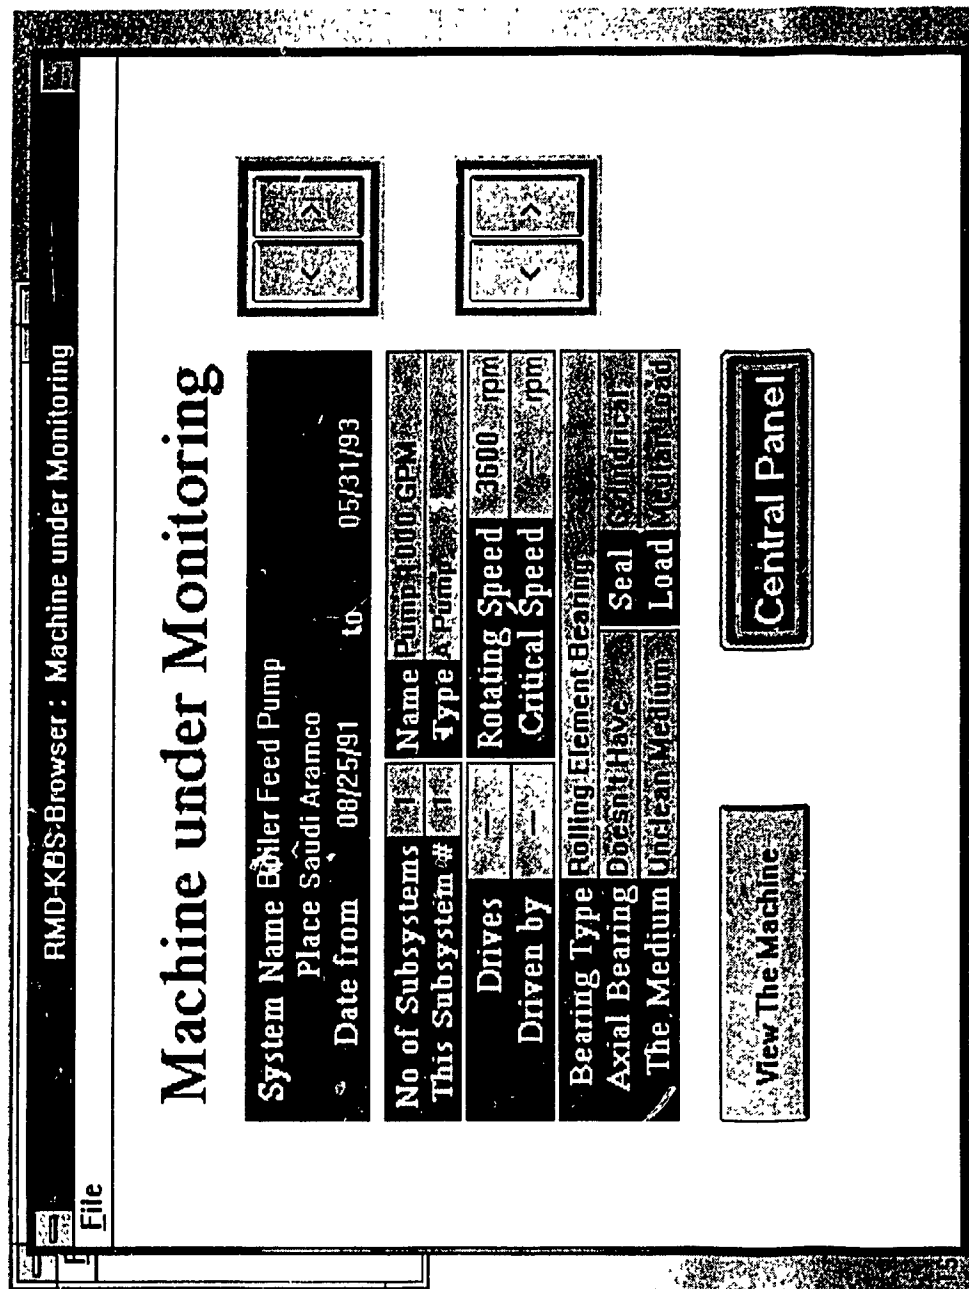 RMD-KBS-Browser : Machine under Monitoring
File
Machine under Monitoring
System Name Boiler Feed Pump
Place Saudi Aramco
Date from 08/25/91 to 05/31/93
No of Subsystems 1 Name Pump 1000 GPM
This Subsystem # 1 Type A Pump
Drives --- Rotating Speed 3600 rpm
Driven by --- Critical Speed --- rpm
Bearing Type Rolling Element Bearing
Axial Bearing Doesn't Have Seal Cylindrical
The Medium Unclean Medium Load Median Load
< >
< >
View The Machine
Central Panel